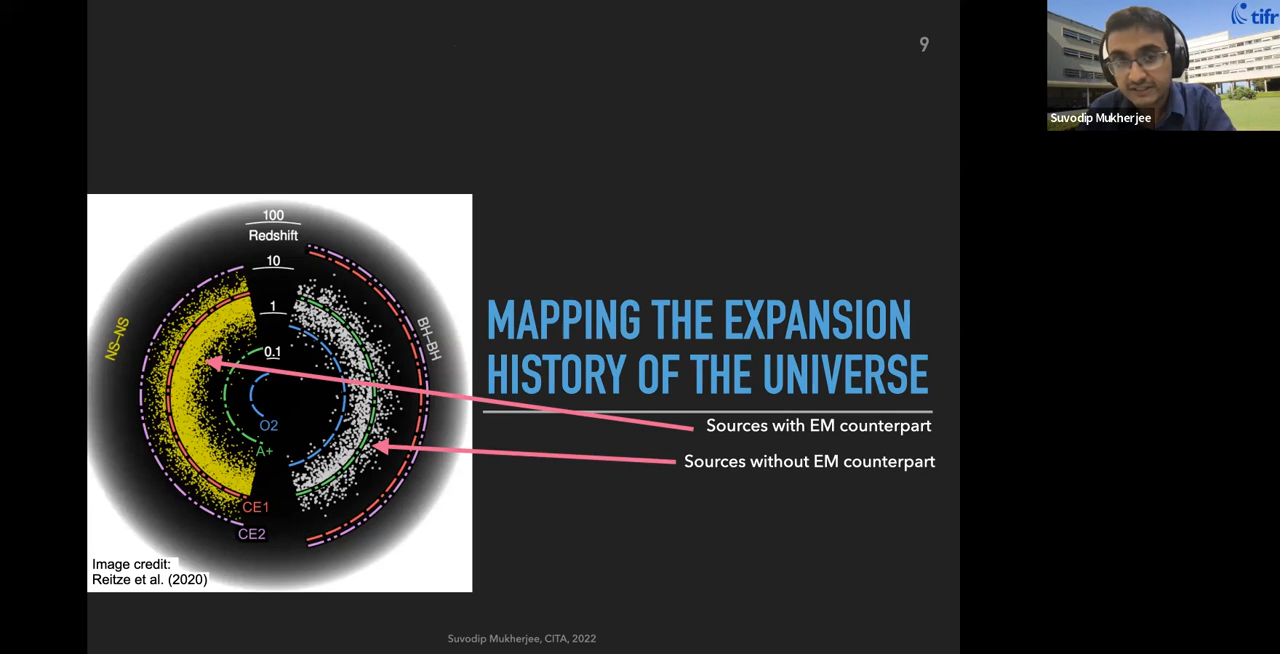 9
tifr
Suvodip Mukherjee
100
Redshift
10
1
0.1
NS–NS
BH–BH
O2
A+
CE1
CE2
Image credit:
Reitze et al. (2020)
MAPPING THE EXPANSION
HISTORY OF THE UNIVERSE
Sources with EM counterpart
Sources without EM counterpart
Suvodip Mukherjee, CITA, 2022